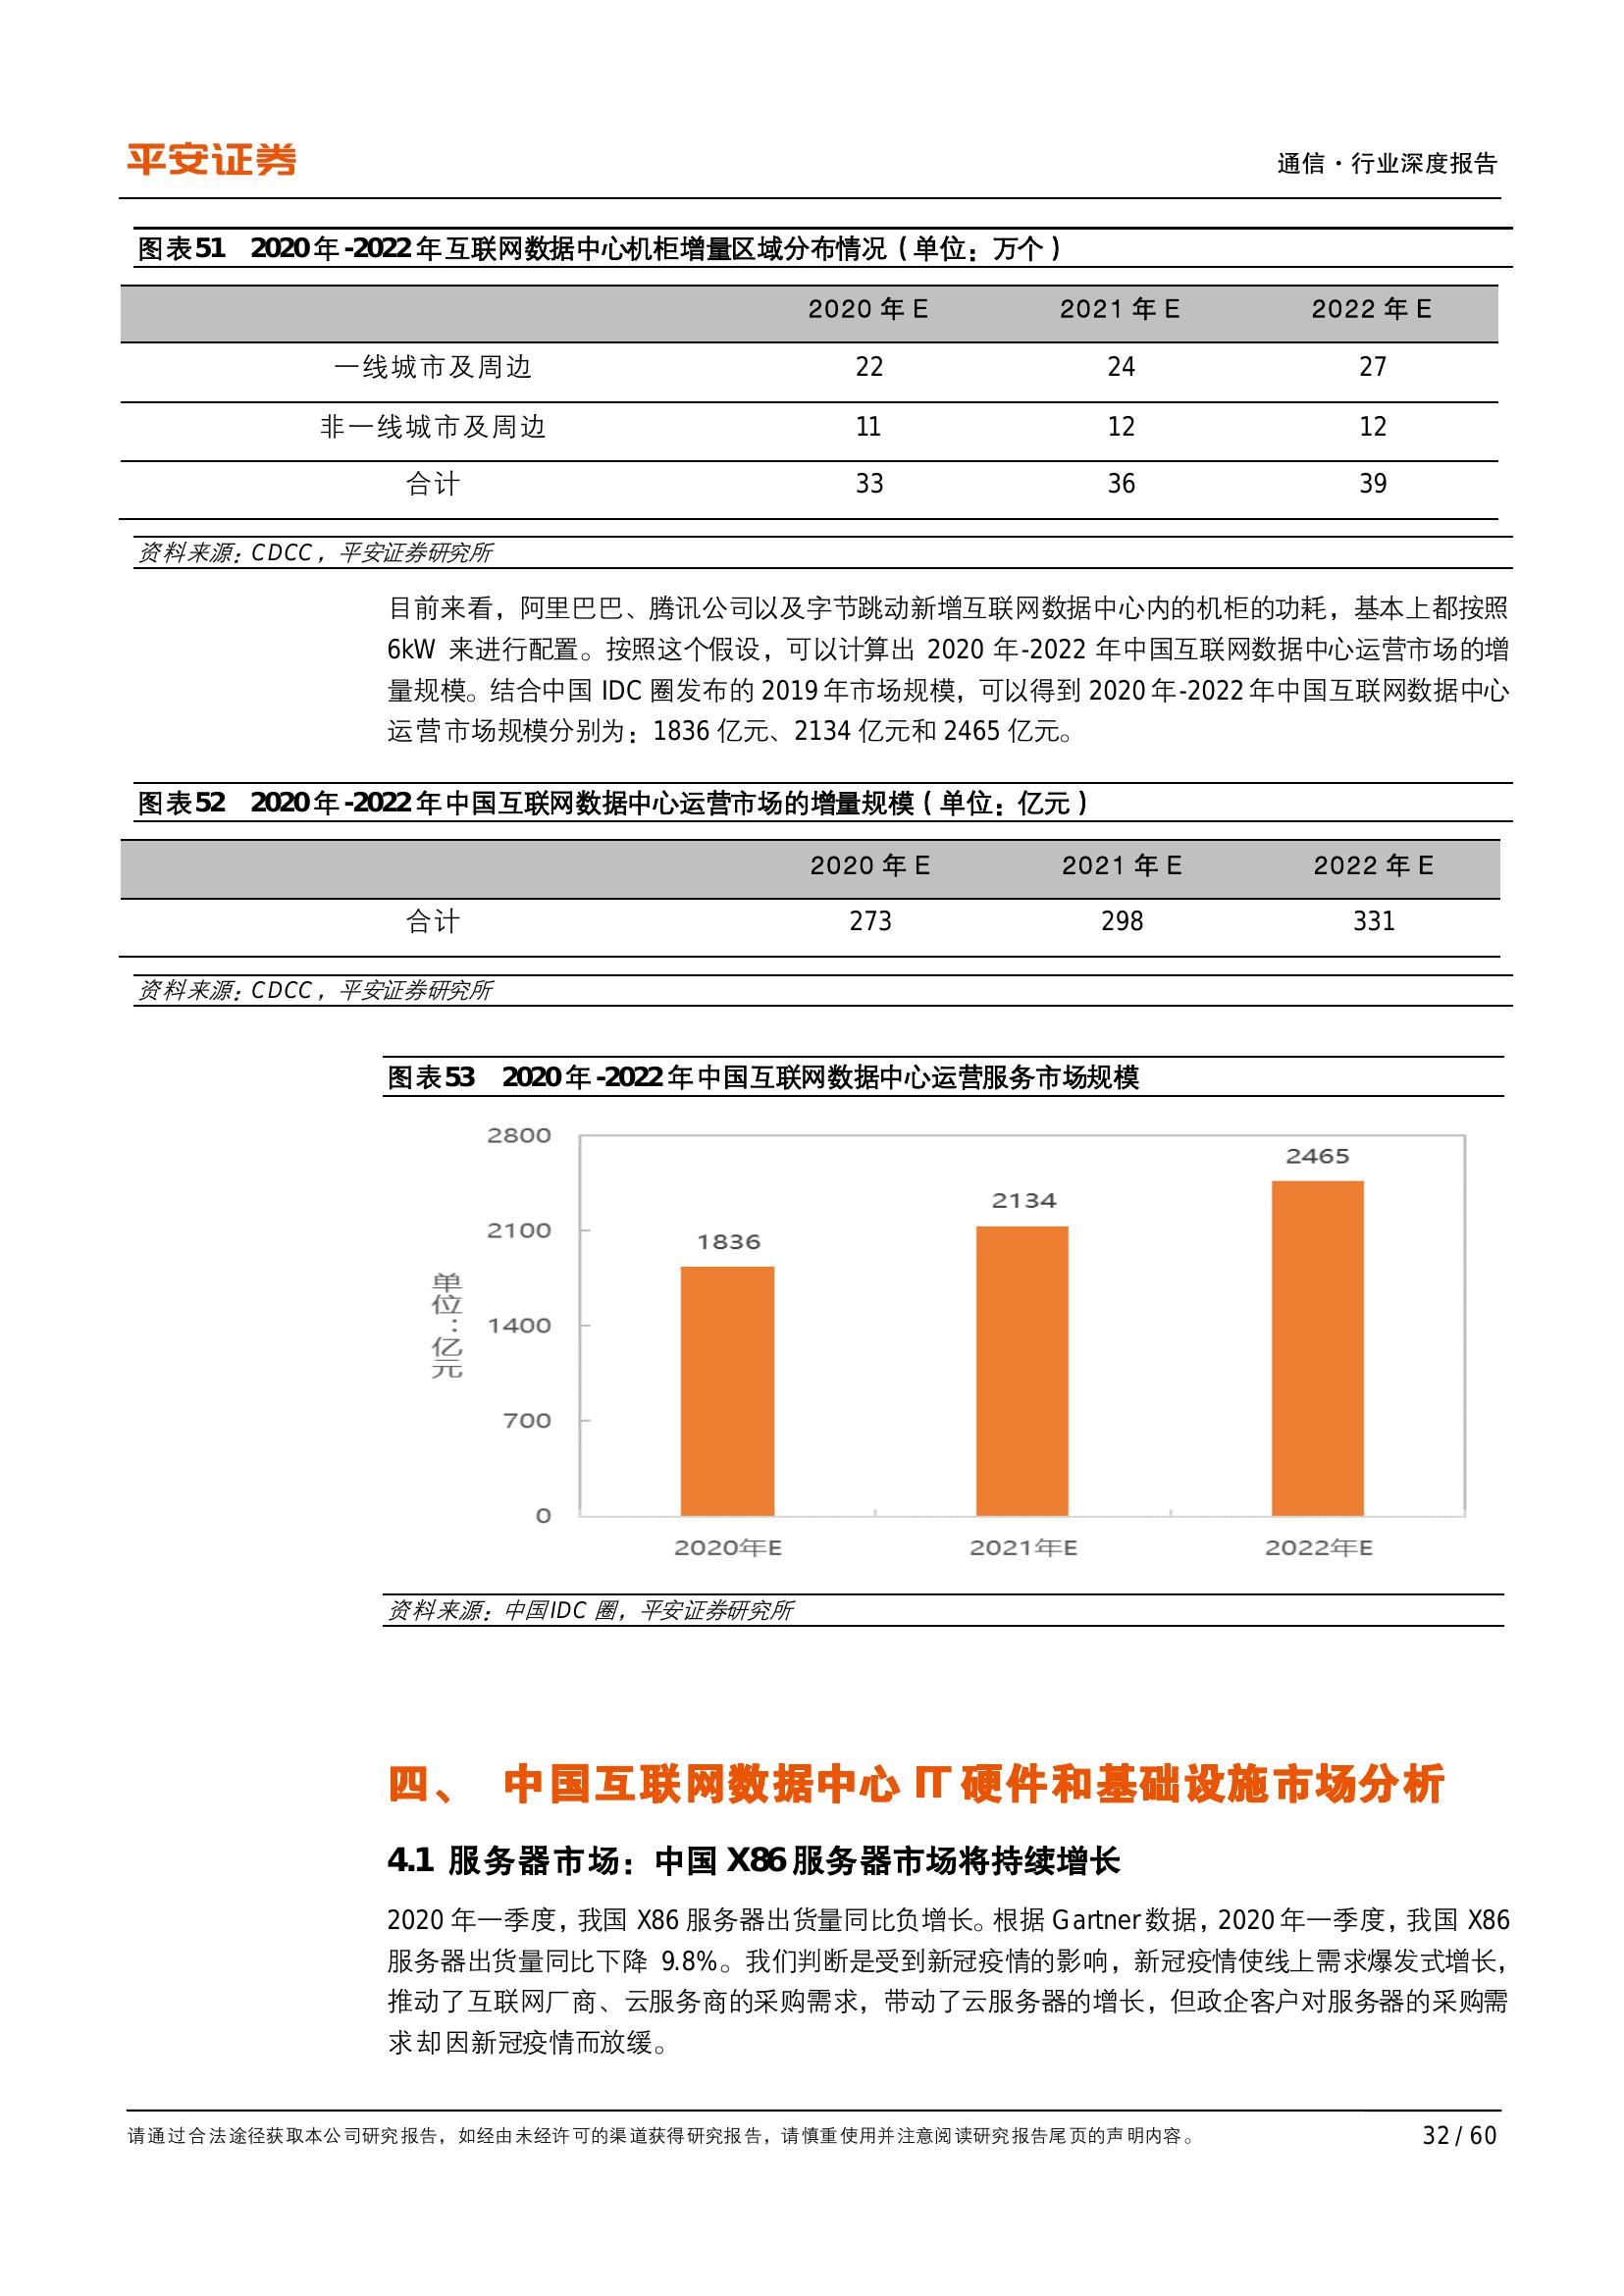 平安证券
通信·行业深度报告
图表51 2020年-2022年互联网数据中心机柜增量区域分布情况（单位：万个）
2020年E 2021年E 2022年E
一线城市及周边 22 24 27
非一线城市及周边 11 12 12
合计 33 36 39
资料来源：CDCC，平安证券研究所
目前来看，阿里巴巴、腾讯公司以及字节跳动新增互联网数据中心内的机柜的功耗，基本上都按照
6kW 来进行配置。按照这个假设，可以计算出 2020 年-2022 年中国互联网数据中心运营市场的增
量规模。结合中国 IDC 圈发布的 2019 年市场规模，可以得到 2020 年-2022 年中国互联网数据中心
运营市场规模分别为：1836 亿元、2134 亿元和 2465 亿元。
图表52 2020年-2022年中国互联网数据中心运营市场的增量规模（单位：亿元）
2020年E 2021年E 2022年E
合计 273 298 331
资料来源：CDCC，平安证券研究所
图表53 2020年-2022年中国互联网数据中心运营服务市场规模
2800
2465
2134
2100
1836
单位：亿元
1400
700
0
2020年E 2021年E 2022年E
资料来源：中国IDC 圈，平安证券研究所
四、 中国互联网数据中心 IT 硬件和基础设施市场分析
4.1 服务器市场：中国 X86 服务器市场将持续增长
2020 年一季度，我国 X86 服务器出货量同比负增长。根据 Gartner 数据，2020 年一季度，我国 X86
服务器出货量同比下降 9.8%。我们判断是受到新冠疫情的影响，新冠疫情使线上需求爆发式增长，
推动了互联网厂商、云服务商的采购需求，带动了云服务器的增长，但政企客户对服务器的采购需
求却因新冠疫情而放缓。
请通过合法途径获取本公司研究报告，如经由未经许可的渠道获得研究报告，请慎重使用并注意阅读研究报告尾页的声明内容。
32 / 60